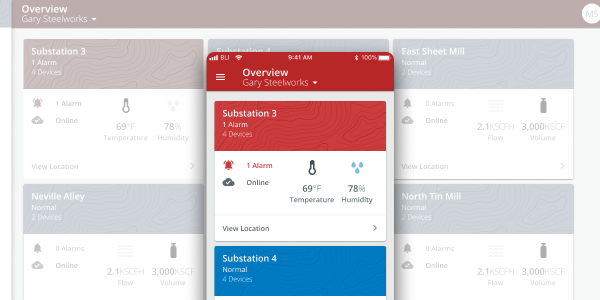 Overview
Gary Steelworks
MS
Substation 3
1 Alarm
4 Devices
1 Alarm
Online
69°F
Temperature
78%
Humidity
View Location
Substation 4
East Sheet Mill
Normal
2 Devices
0 Alarms
Online
2.1KSCFH
Flow
3,000KSCF
Volume
View Location
Neville Alley
Normal
2 Devices
0 Alarms
Online
2.1KSCFH
Flow
3,000KSCF
Volume
North Tin Mill
Normal
2 Devices
0 Alarms
Online
2.1KSCFH
Flow
3,000KSCF
Volume
BLI
9:41 AM
100%
Overview
Gary Steelworks
Substation 3
1 Alarm
4 Devices
1 Alarm
Online
69°F
Temperature
78%
Humidity
View Location
Substation 4
Normal
4 Devices